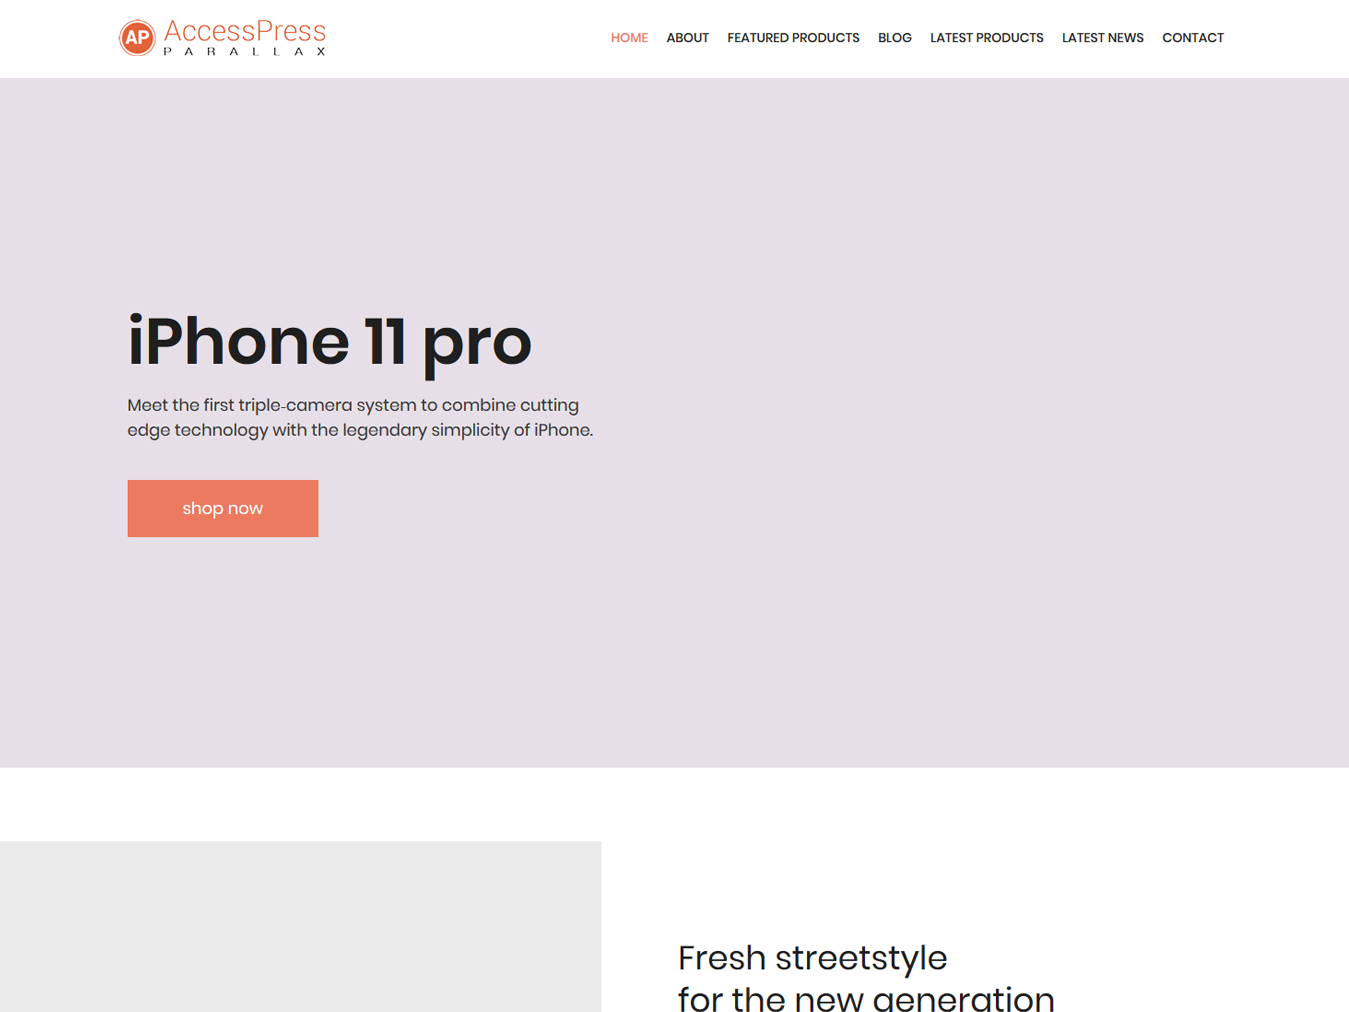 AP AccessPress
PARALLAX
HOME ABOUT FEATURED PRODUCTS BLOG LATEST PRODUCTS LATEST NEWS CONTACT
iPhone 11 pro
Meet the first triple-camera system to combine cutting
edge technology with the legendary simplicity of iPhone.
shop now
Fresh streetstyle
for the new generation